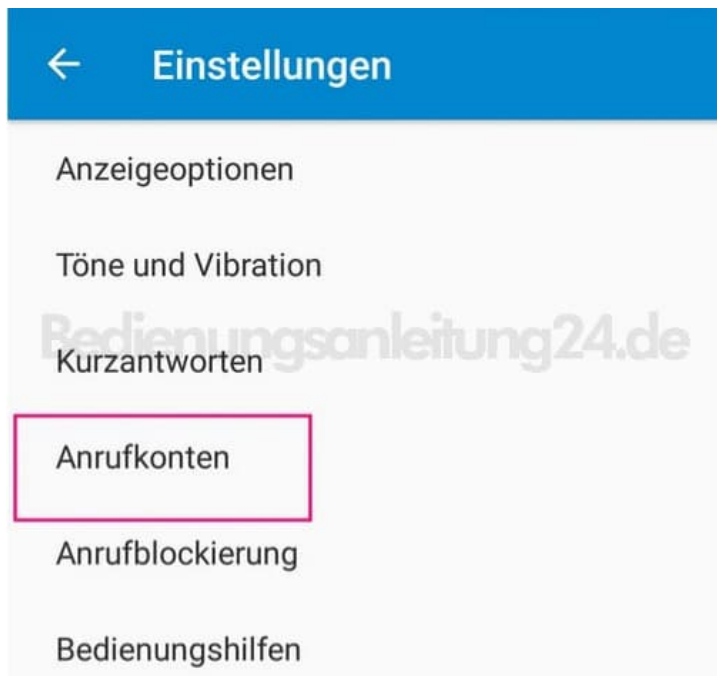 Einstellungen
Anzeigeoptionen
Töne und Vibration
Bedienungsanleitung24.de
Kurzantworten
Anrufkonten
Anrufblockierung
Bedienungshilfen